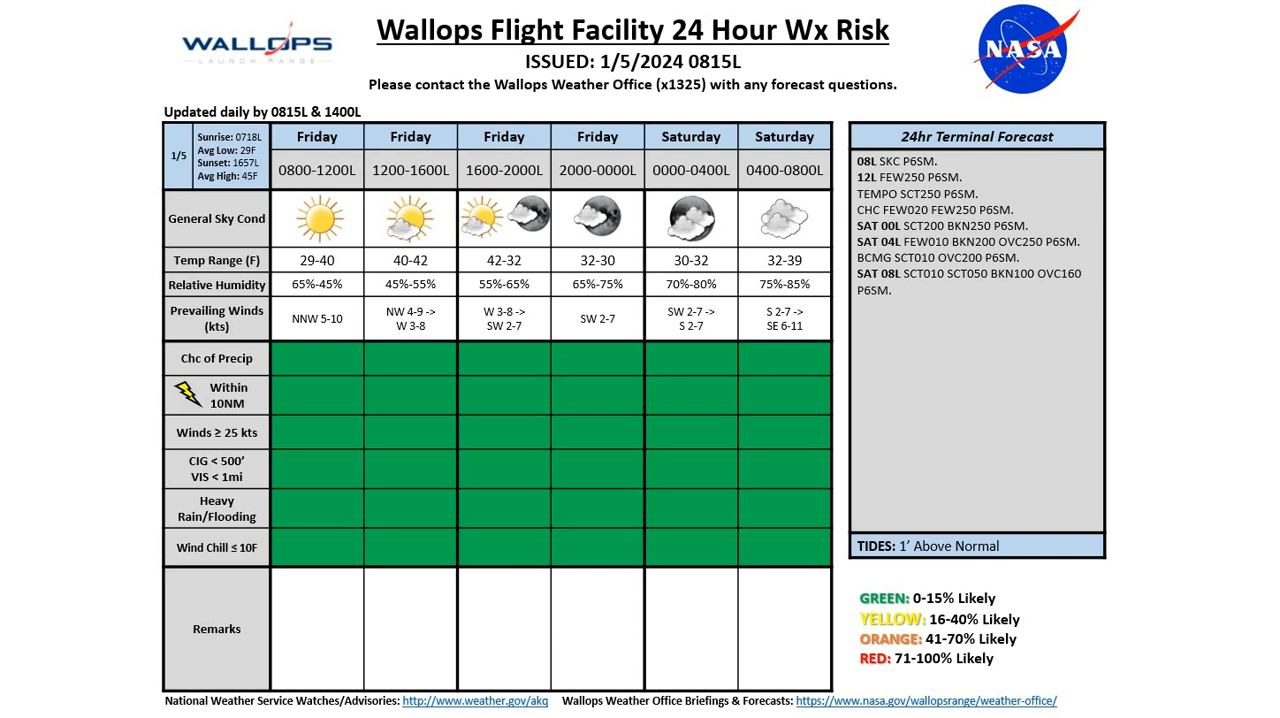 WALLOPS
LAUNCH RANGE
Wallops Flight Facility 24 Hour Wx Risk
ISSUED: 1/5/2024 0815L
Please contact the Wallops Weather Office (x1325) with any forecast questions.
NASA
Updated daily by 0815L & 1400L
1/5
Sunrise: 0718L
Avg Low: 29F
Sunset: 1657L
Avg High: 45F
Friday Friday Friday Friday Saturday Saturday
0800-1200L 1200-1600L 1600-2000L 2000-0000L 0000-0400L 0400-0800L
General Sky Cond
Temp Range (F) 29-40 40-42 42-32 32-30 30-32 32-39
Relative Humidity 65%-45% 45%-55% 55%-65% 65%-75% 70%-80% 75%-85%
Prevailing Winds
(kts)
NNW 5-10
NW 4-9 ->
W 3-8
W 3-8 ->
SW 2-7
SW 2-7
SW 2-7 ->
S 2-7
S 2-7 ->
SE 6-11
Chc of Precip
Within
10NM
Winds ≥ 25 kts
CIG < 500’
VIS < 1mi
Heavy
Rain/Flooding
Wind Chill ≤ 10F
Remarks
24hr Terminal Forecast
08L SKC P6SM.
12L FEW250 P6SM.
TEMPO SCT250 P6SM.
CHC FEW020 FEW250 P6SM.
SAT 00L SCT200 BKN250 P6SM.
SAT 04L FEW010 BKN200 OVC250 P6SM.
BCMG SCT010 OVC200 P6SM.
SAT 08L SCT010 SCT050 BKN100 OVC160
P6SM.
TIDES: 1’ Above Normal
GREEN: 0-15% Likely
YELLOW: 16-40% Likely
ORANGE: 41-70% Likely
RED: 71-100% Likely
National Weather Service Watches/Advisories: http://www.weather.gov/akq Wallops Weather Office Briefings & Forecasts: https://www.nasa.gov/wallopsrange/weather-office/